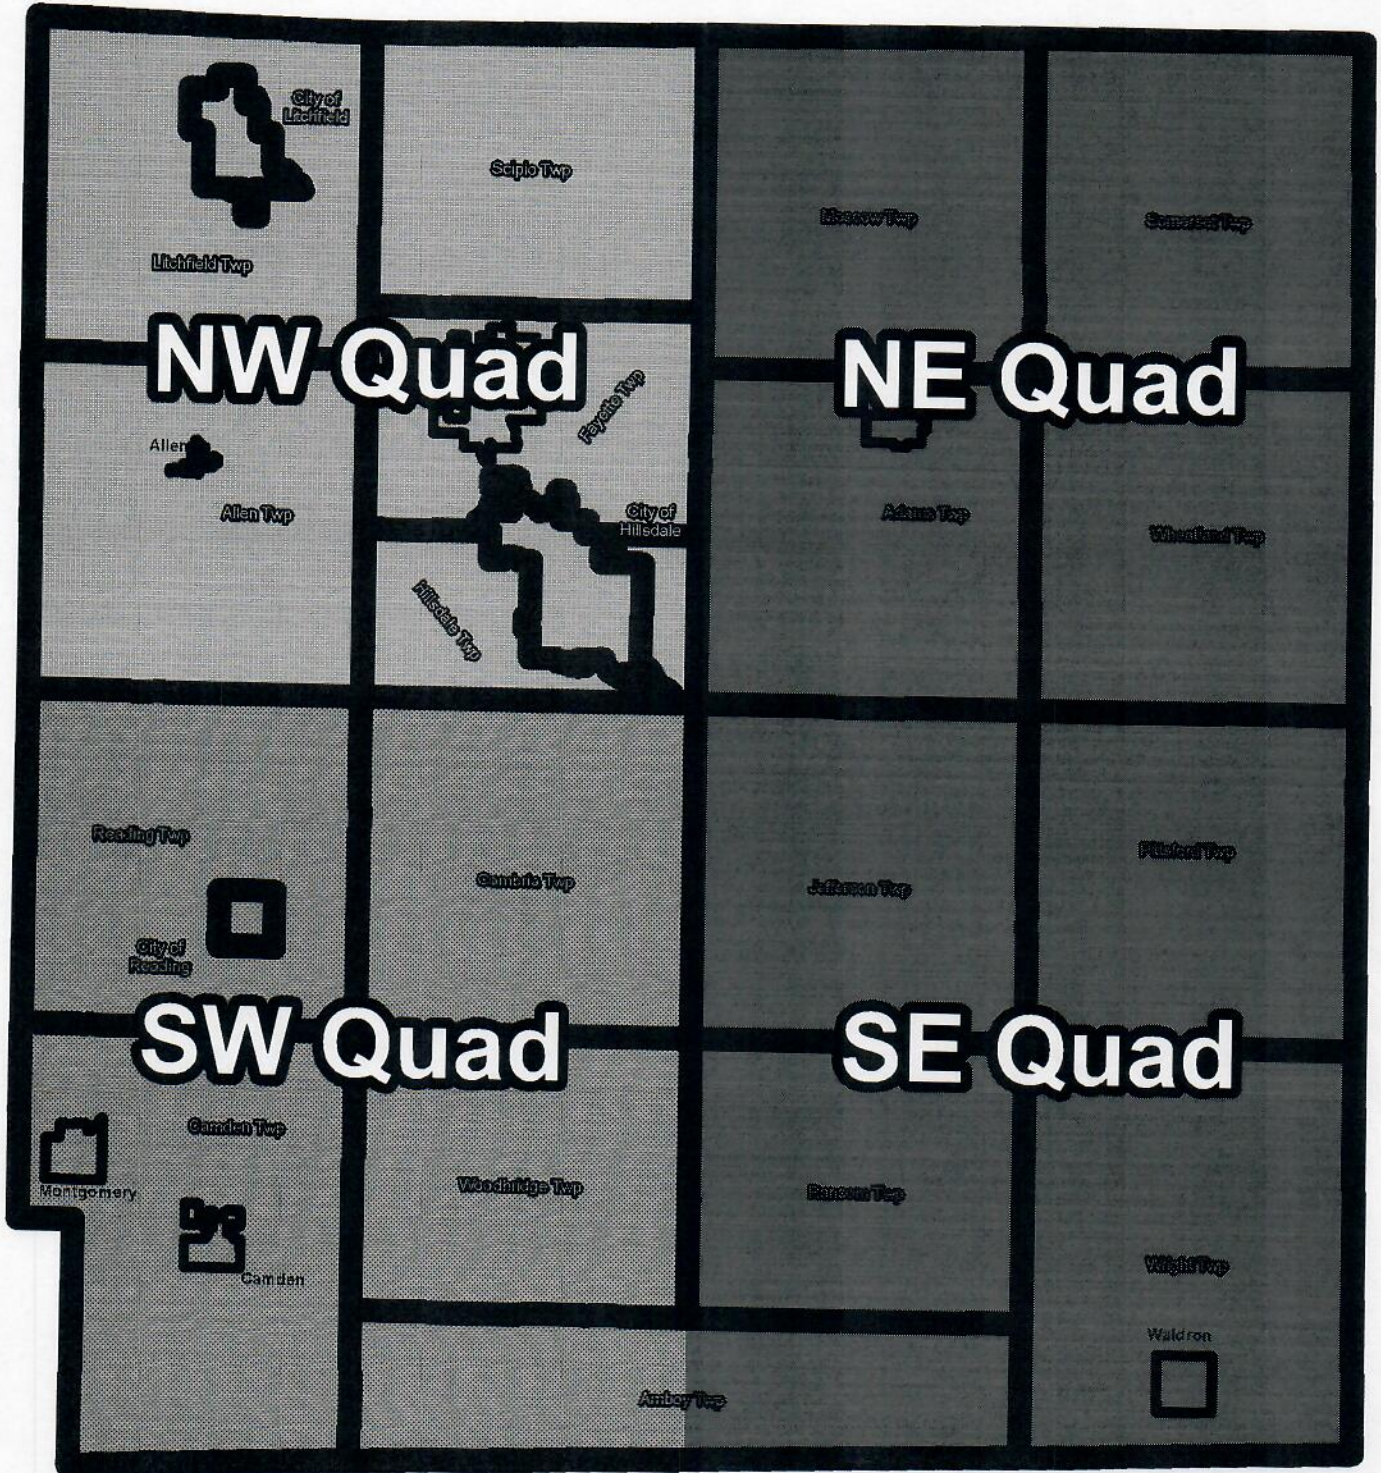 City of
Litchfield
Scipio Twp
Moscow Twp
Somerset Twp
Litchfield Twp
NW Quad
NE Quad
Fayette Twp
Allen
Allen Twp
City of
Hillsdale
Adams Twp
Wheatland Twp
Hillsdale Twp
Reading Twp
Cambria Twp
Jefferson Twp
Pittsford Twp
City of
Reading
SW Quad
SE Quad
Camden Twp
Montgomery
Woodbridge Twp
Ransom Twp
Camden
Wright Twp
Waldron
Amboy Twp